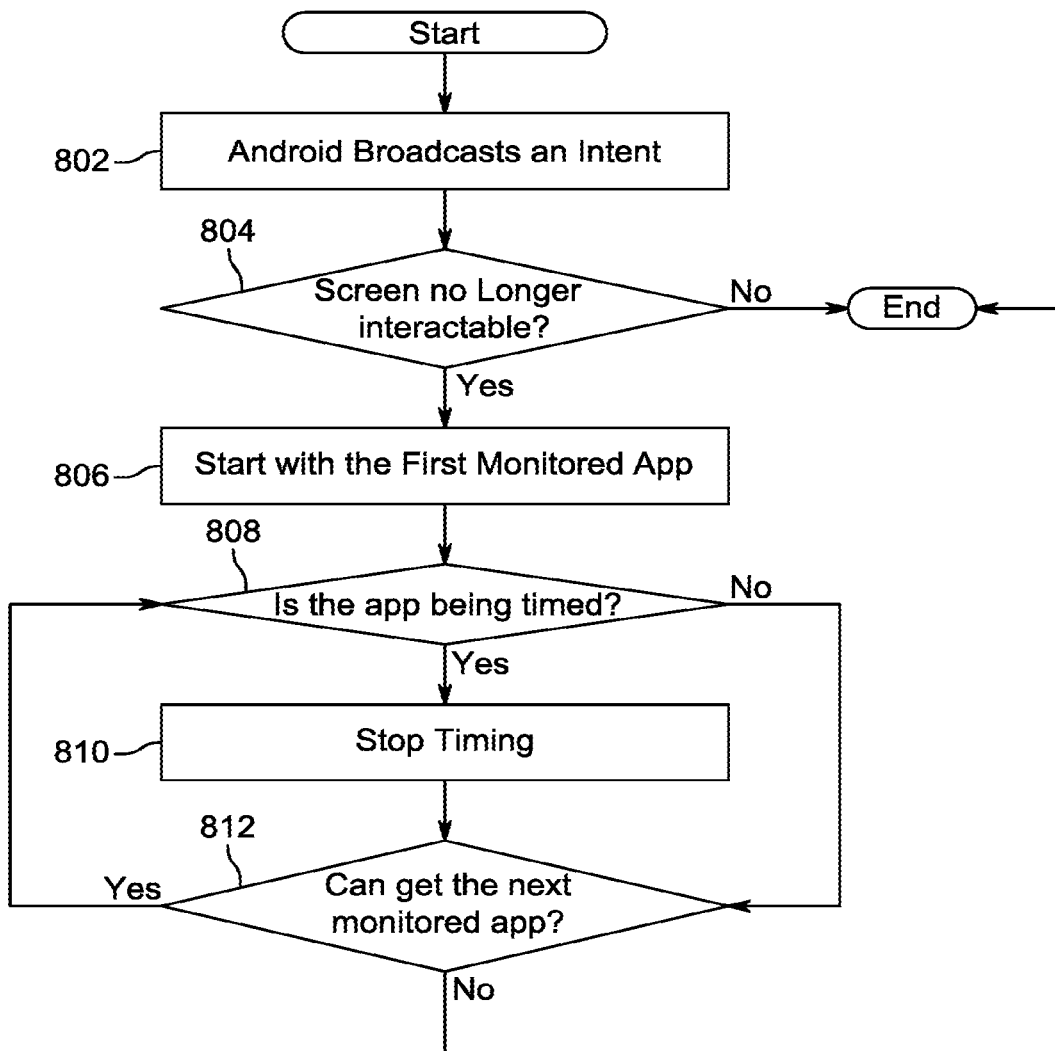 Start
802
Android Broadcasts an Intent
804
Screen no Longer
interactable?
No
End
Yes
806
Start with the First Monitored App
808
Is the app being timed?
No
Yes
810
Stop Timing
812
Yes
Can get the next
monitored app?
No